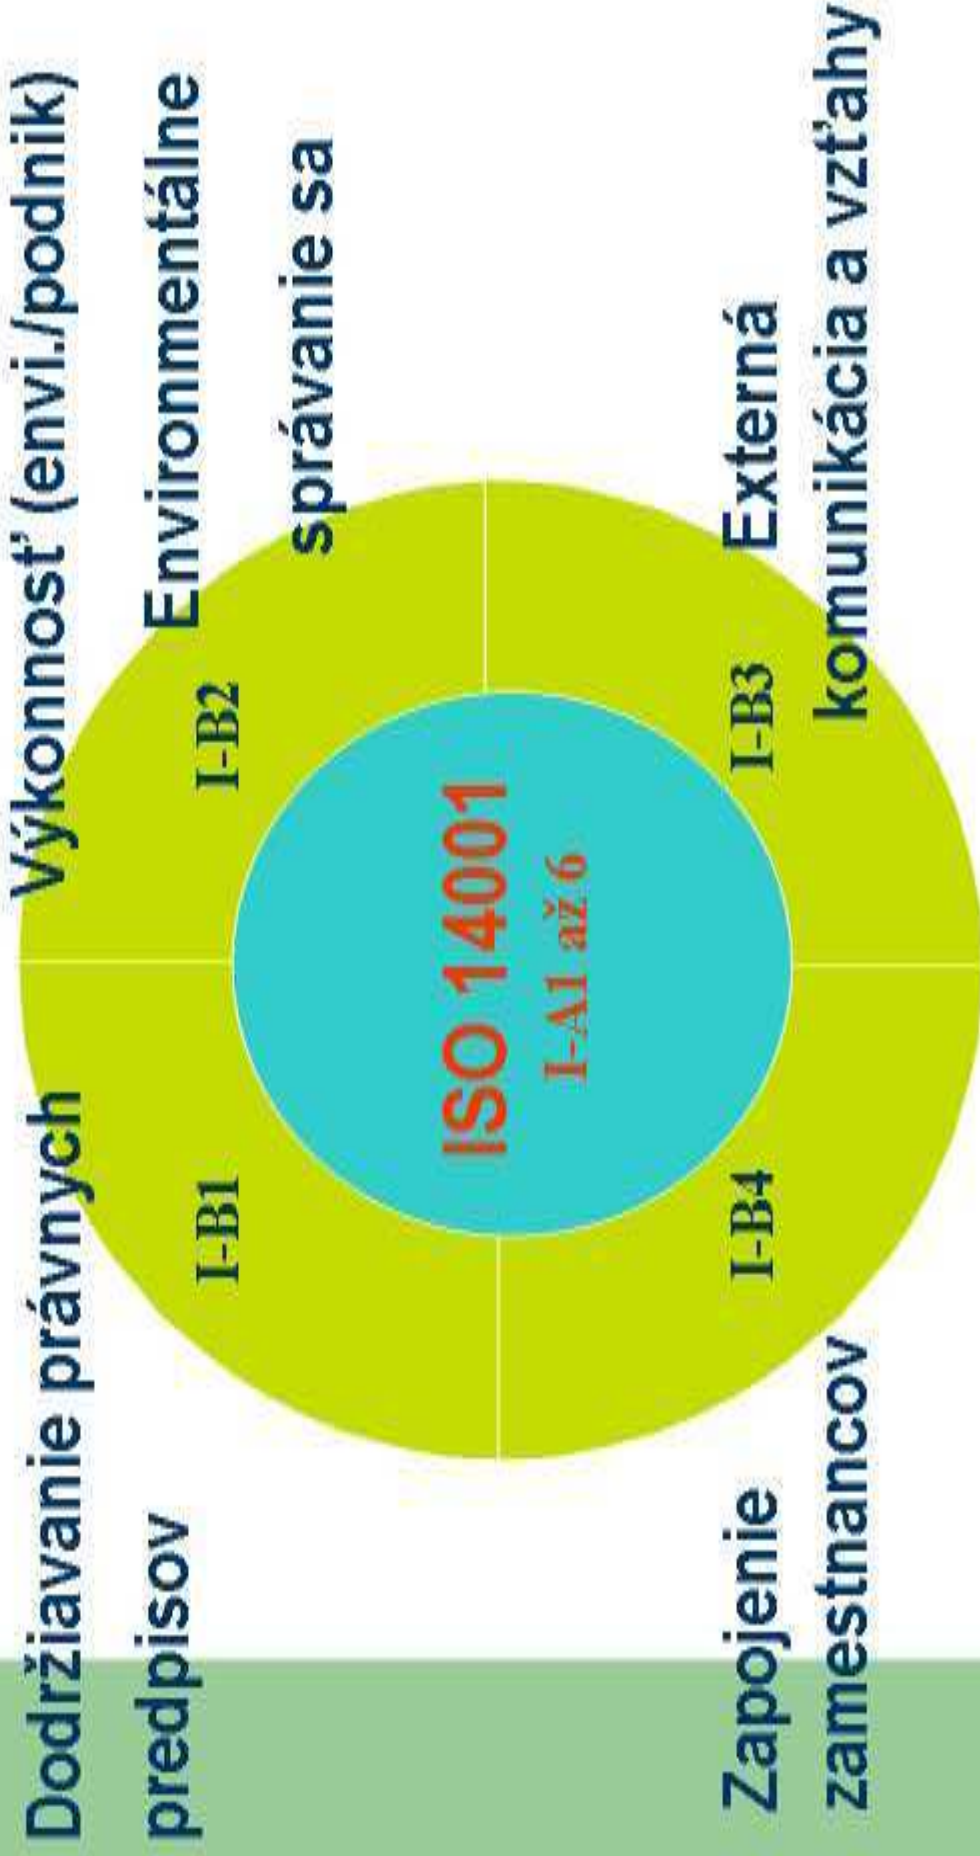 Dodržiavanie právnych
predpisov
Výkonnosť (envi./podnik)
Environmentálne
správanie sa
I-B1
I-B2
ISO 14001
I-A1 až 6
I-B4
I-B3
Zapojenie
zamestnancov
Externá
komunikácia a vzťahy